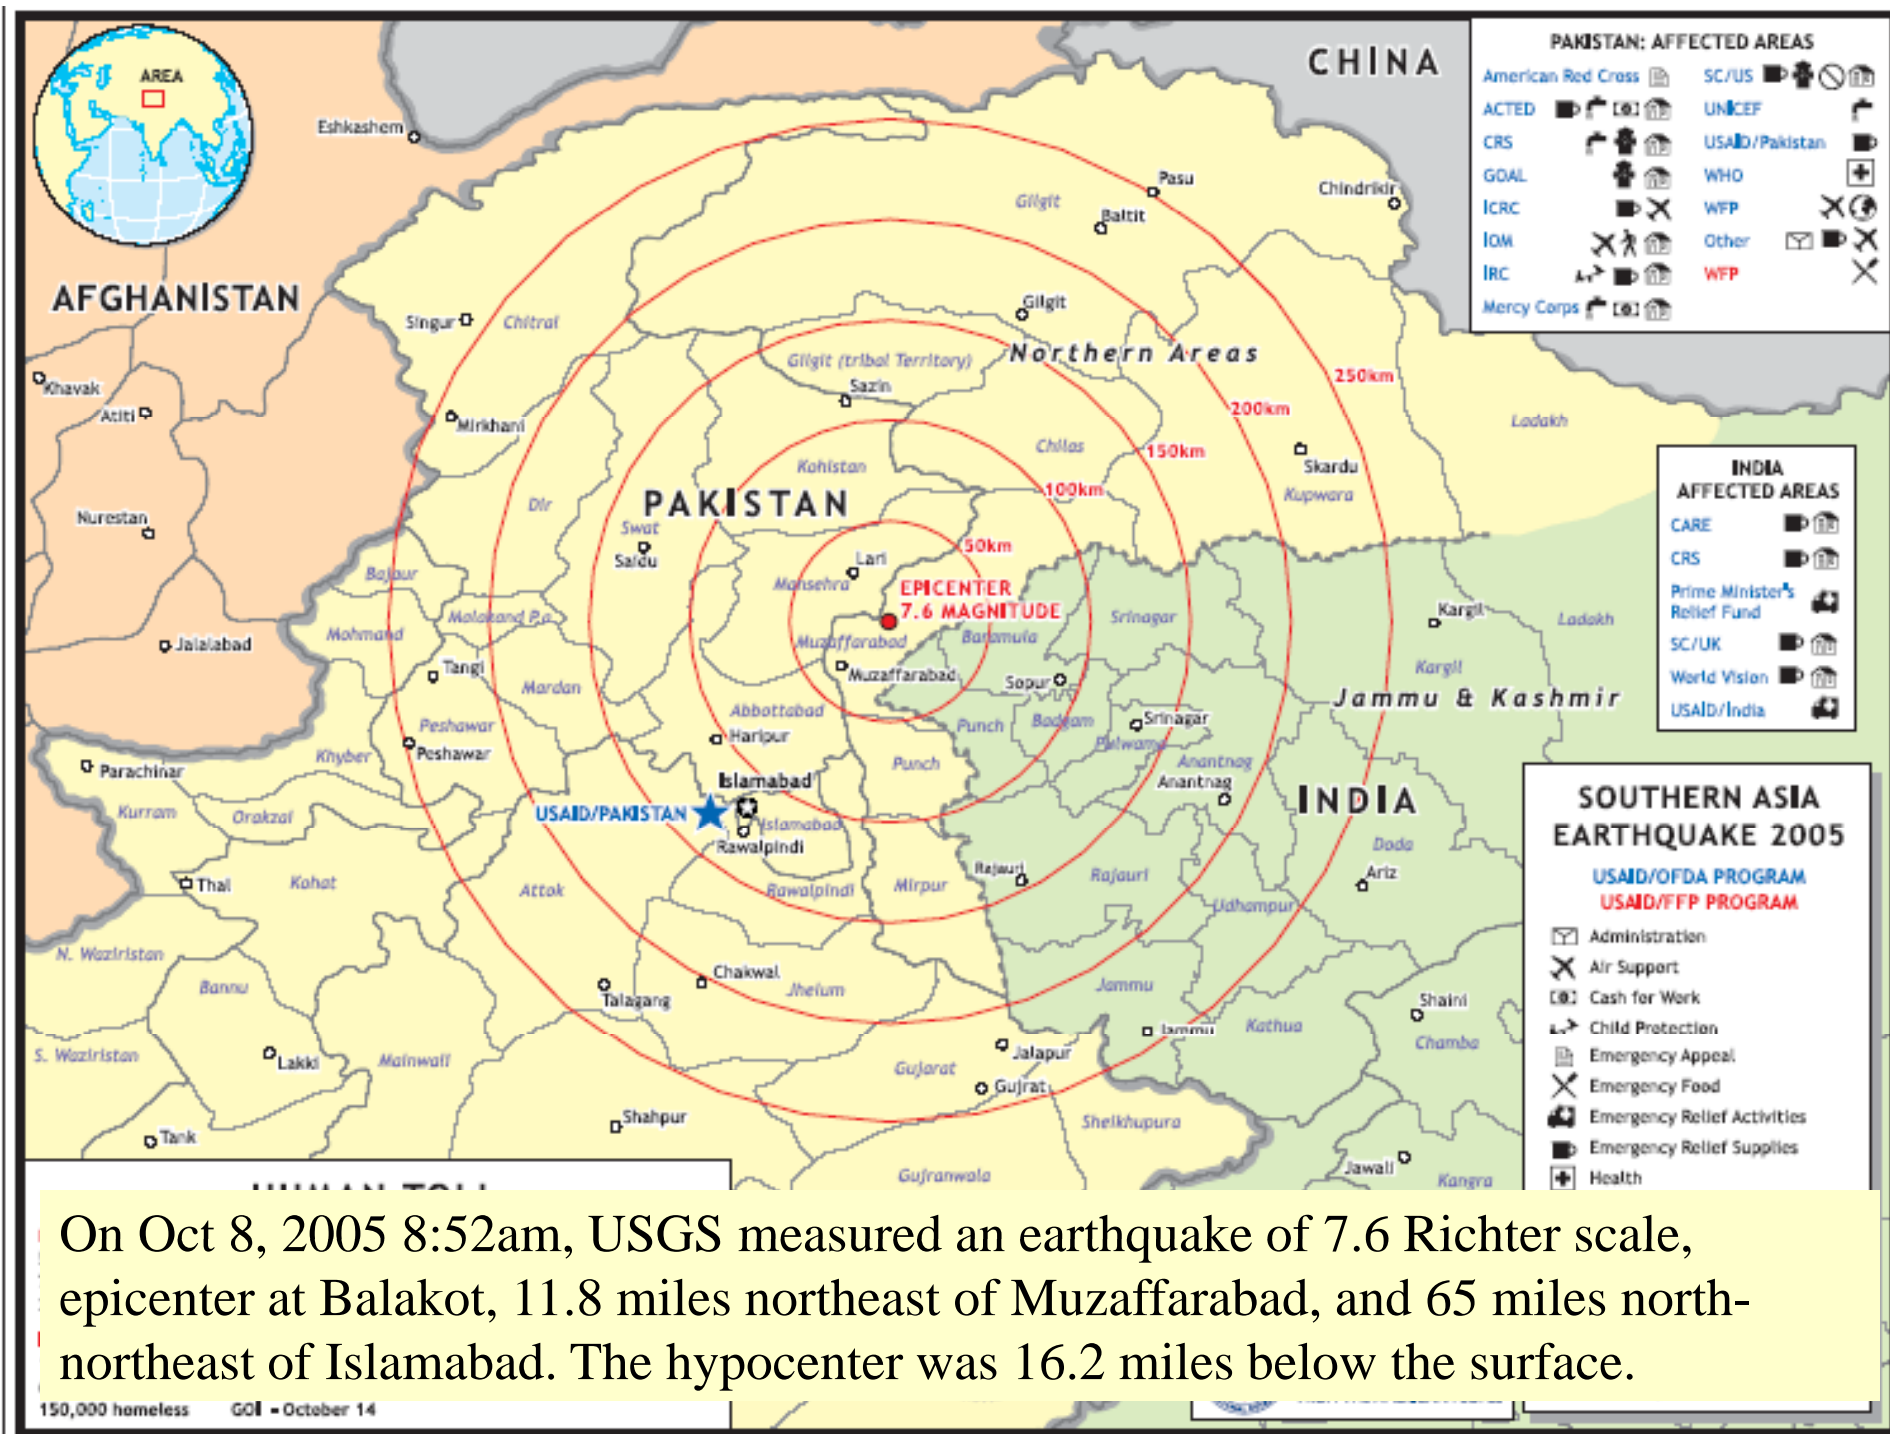 AREA
CHINA
Eshkashem
AFGHANISTAN
Pasu
Chindrikir
Gilgit
Baltit
Singur
Chitral
Gilgit
Northern Areas
Gilgit (tribal Territory)
Sazin
250km
Khavak
Atiti
Mirkhani
200km
Ladakh
Chilas
150km
Kohistan
Skardu
Kupwara
PAKISTAN
100km
Dir
Nurestan
Swat
Saidu
50km
Lari
Bajaur
Mansehra
EPICENTER
7.6 MAGNITUDE
Malakand P.a.
Srinagar
Kargil
Ladakh
Mohmand
Baramula
Muzaffarabad
Jalalabad
Tangi
Muzaffarabad
Sopur
Kargil
Mardan
Jammu & Kashmir
Peshawar
Abbottabad
Punch
Badgam
Srinagar
Haripur
Pulwama
Khyber
Peshawar
Parachinar
Punch
Anantnag
Islamabad
Anantnag
INDIA
Kurram
Orakzai
USAID/PAKISTAN
Islamabad
Rawalpindi
Doda
Thal
Kohat
Attok
Rawalpindi
Mirpur
Rajauri
Rajauri
Ariz
Udhampur
N. Waziristan
Bannu
Chakwal
Talagang
Jhelum
Jammu
Shaini
Jammu
Kathua
Chamba
S. Waziristan
Lakki
Mainwali
Jalapur
Gujarat
Gujrat
Tank
Shahpur
Sheikhupura
Gujranwala
Jawali
Kangra
PAKISTAN: AFFECTED AREAS
American Red Cross
ACTED
CRS
GOAL
ICRC
IOM
IRC
Mercy Corps
SC/US
UNICEF
USAID/Pakistan
WHO
WFP
Other
WFP
INDIA
AFFECTED AREAS
CARE
CRS
Prime Minister's
Relief Fund
SC/UK
World Vision
USAID/India
SOUTHERN ASIA
EARTHQUAKE 2005
USAID/OFDA PROGRAM
USAID/FFP PROGRAM
Administration
Air Support
Cash for Work
Child Protection
Emergency Appeal
Emergency Food
Emergency Relief Activities
Emergency Relief Supplies
Health
On Oct 8, 2005 8:52am, USGS measured an earthquake of 7.6 Richter scale,
epicenter at Balakot, 11.8 miles northeast of Muzaffarabad, and 65 miles north-
northeast of Islamabad. The hypocenter was 16.2 miles below the surface.
150,000 homeless GOI - October 14